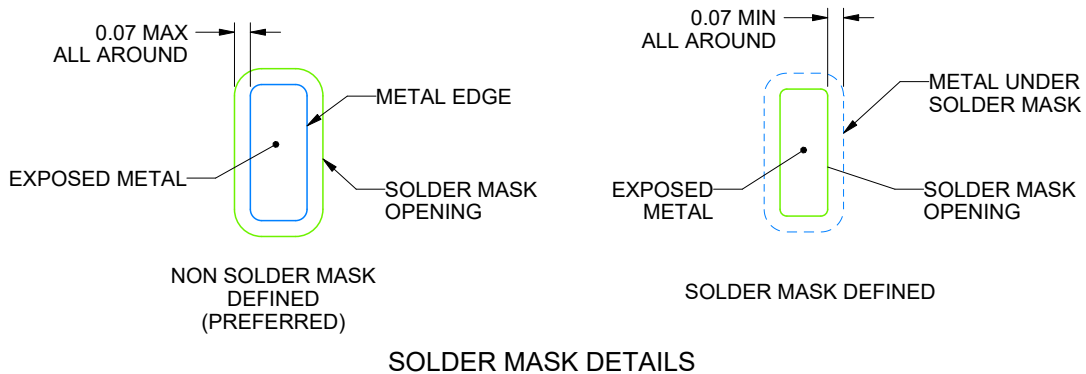 0.07 MAX
ALL AROUND
METAL EDGE
EXPOSED METAL
SOLDER MASK
OPENING
NON SOLDER MASK
DEFINED
(PREFERRED)
0.07 MIN
ALL AROUND
METAL UNDER
SOLDER MASK
EXPOSED
METAL
SOLDER MASK
OPENING
SOLDER MASK DEFINED
SOLDER MASK DETAILS